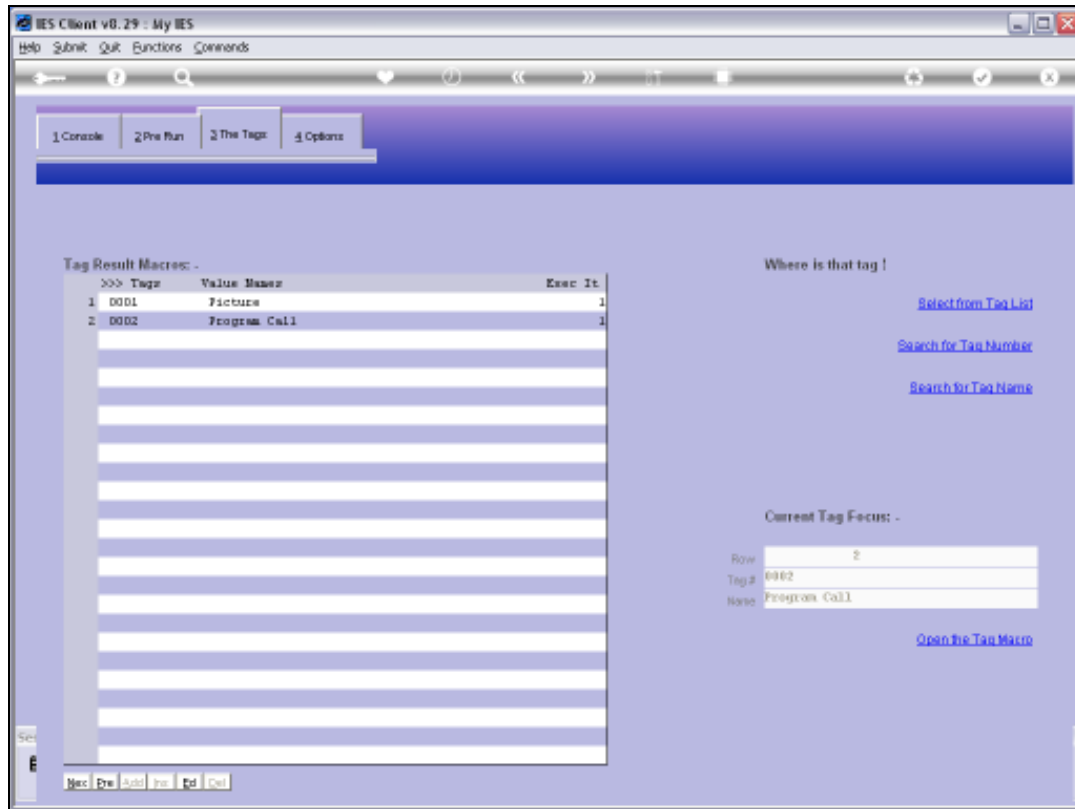 IES Client v8.29 : My IES
Help Submit Quit Functions Commands
1 Console 2 Pre Run 3 The Tags 4 Options
Tag Result Macros: -
Where is that tag !
>>> Tags Value Names Exec It
1 0001 Picture 1
2 0002 Program Call 1
Select from Tag List
Search for Tag Number
Search for Tag Name
Current Tag Focus: -
Row 2
Tag # 0002
Name Program Call
Open the Tag Macro
Nex Pre Add Ins Ed Del